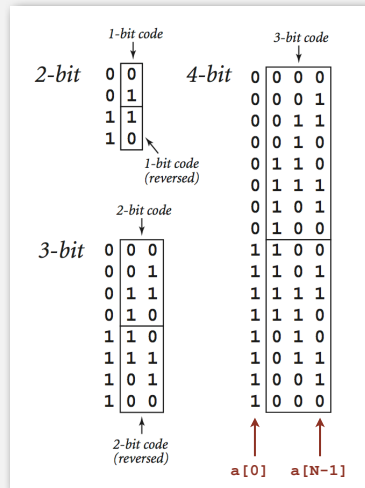 1-bit code
2-bit
0 0
0 1
1 1
1 0
1-bit code
(reversed)
2-bit code
3-bit
0 0 0
0 0 1
0 1 1
0 1 0
1 1 0
1 1 1
1 0 1
1 0 0
2-bit code
(reversed)
3-bit code
4-bit
0 0 0 0
0 0 0 1
0 0 1 1
0 0 1 0
0 1 1 0
0 1 1 1
0 1 0 1
0 1 0 0
1 1 0 0
1 1 0 1
1 1 1 1
1 1 1 0
1 0 1 0
1 0 1 1
1 0 0 1
1 0 0 0
a[0] a[N-1]